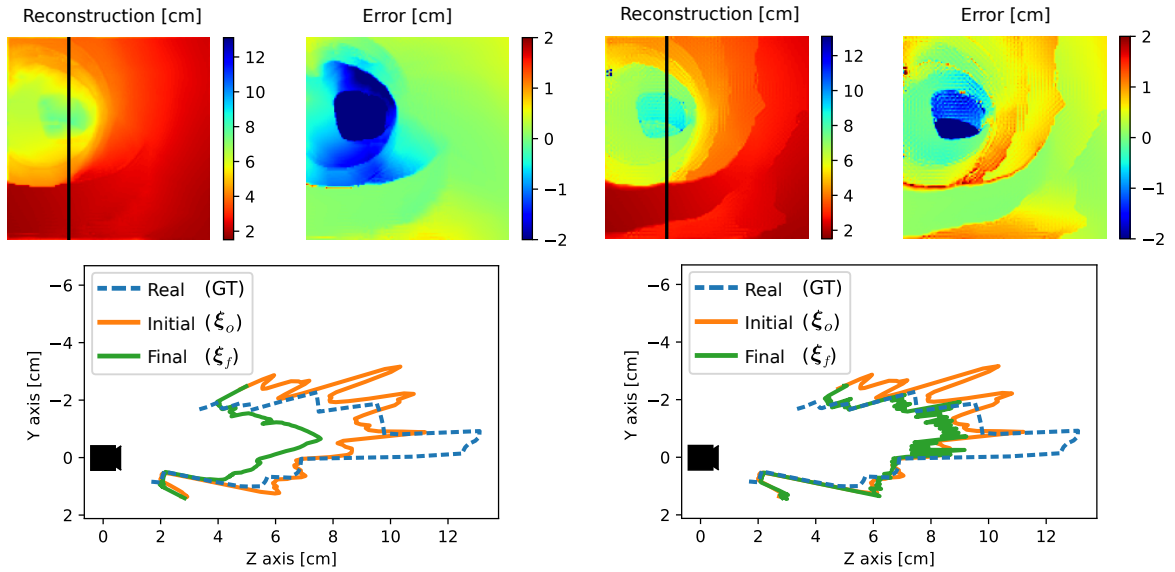 Reconstruction [cm]
Error [cm]
12
10
8
6
4
2
2
1
0
−1
−2
−6
−4
−2
0
2
Y axis [cm]
Real (GT)
Initial (ξₒ)
Final (ξ_f)
0 2 4 6 8 10 12
Z axis [cm]
Reconstruction [cm]
Error [cm]
12
10
8
6
4
2
2
1
0
−1
−2
−6
−4
−2
0
2
Y axis [cm]
Real (GT)
Initial (ξₒ)
Final (ξ_f)
0 2 4 6 8 10 12
Z axis [cm]